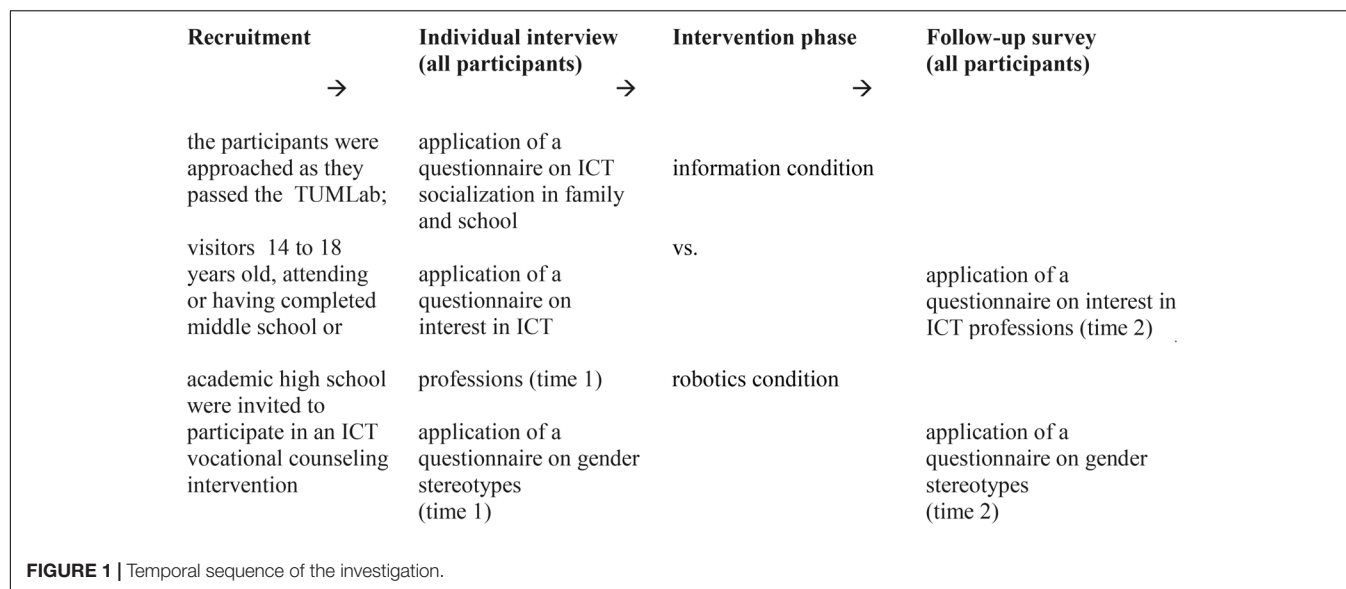 Recruitment
→
the participants were
approached as they
passed the TUMLab;
visitors 14 to 18
years old, attending
or having completed
middle school or
academic high school
were invited to
participate in an ICT
vocational counseling
intervention
Individual interview
(all participants)
→
application of a
questionnaire on ICT
socialization in family
and school
application of a
questionnaire on
interest in ICT
professions (time 1)
application of a
questionnaire on gender
stereotypes
(time 1)
Intervention phase
→
information condition
vs.
robotics condition
Follow-up survey
(all participants)
application of a
questionnaire on interest in
ICT professions (time 2)
application of a
questionnaire on gender
stereotypes
(time 2)
FIGURE 1 | Temporal sequence of the investigation.